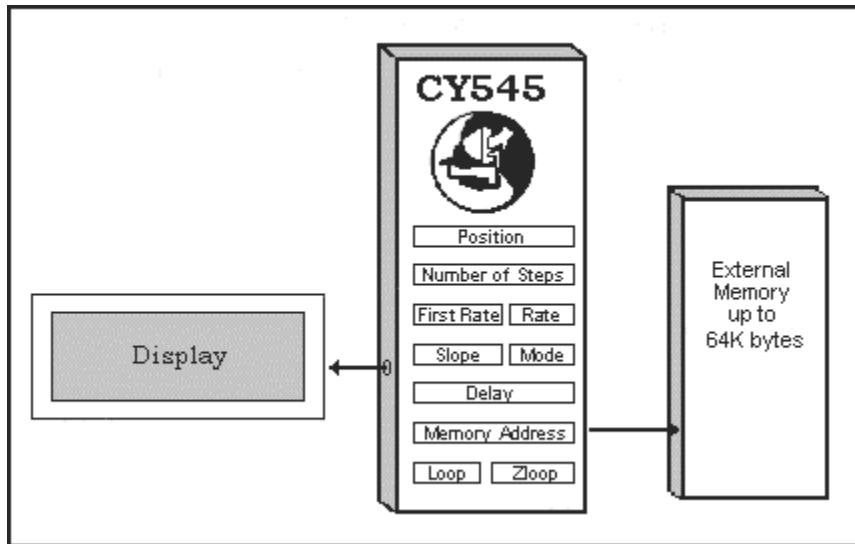 CY545
Position
Number of Steps
First Rate
Rate
Slope
Mode
Delay
Memory Address
Loop
Zloop
Display
External
Memory
up to
64K bytes